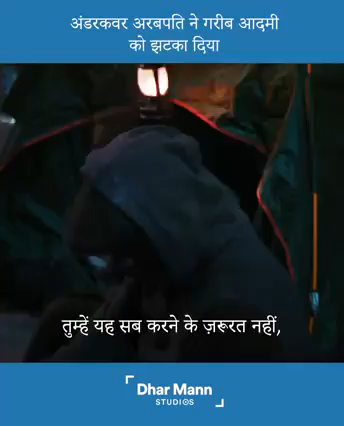 अंडरकवर अरबपति ने गरीब आदमी
को झटका दिया
तुम्हें यह सब करने के ज़रूरत नहीं,
Dhar Mann
STUDIOS